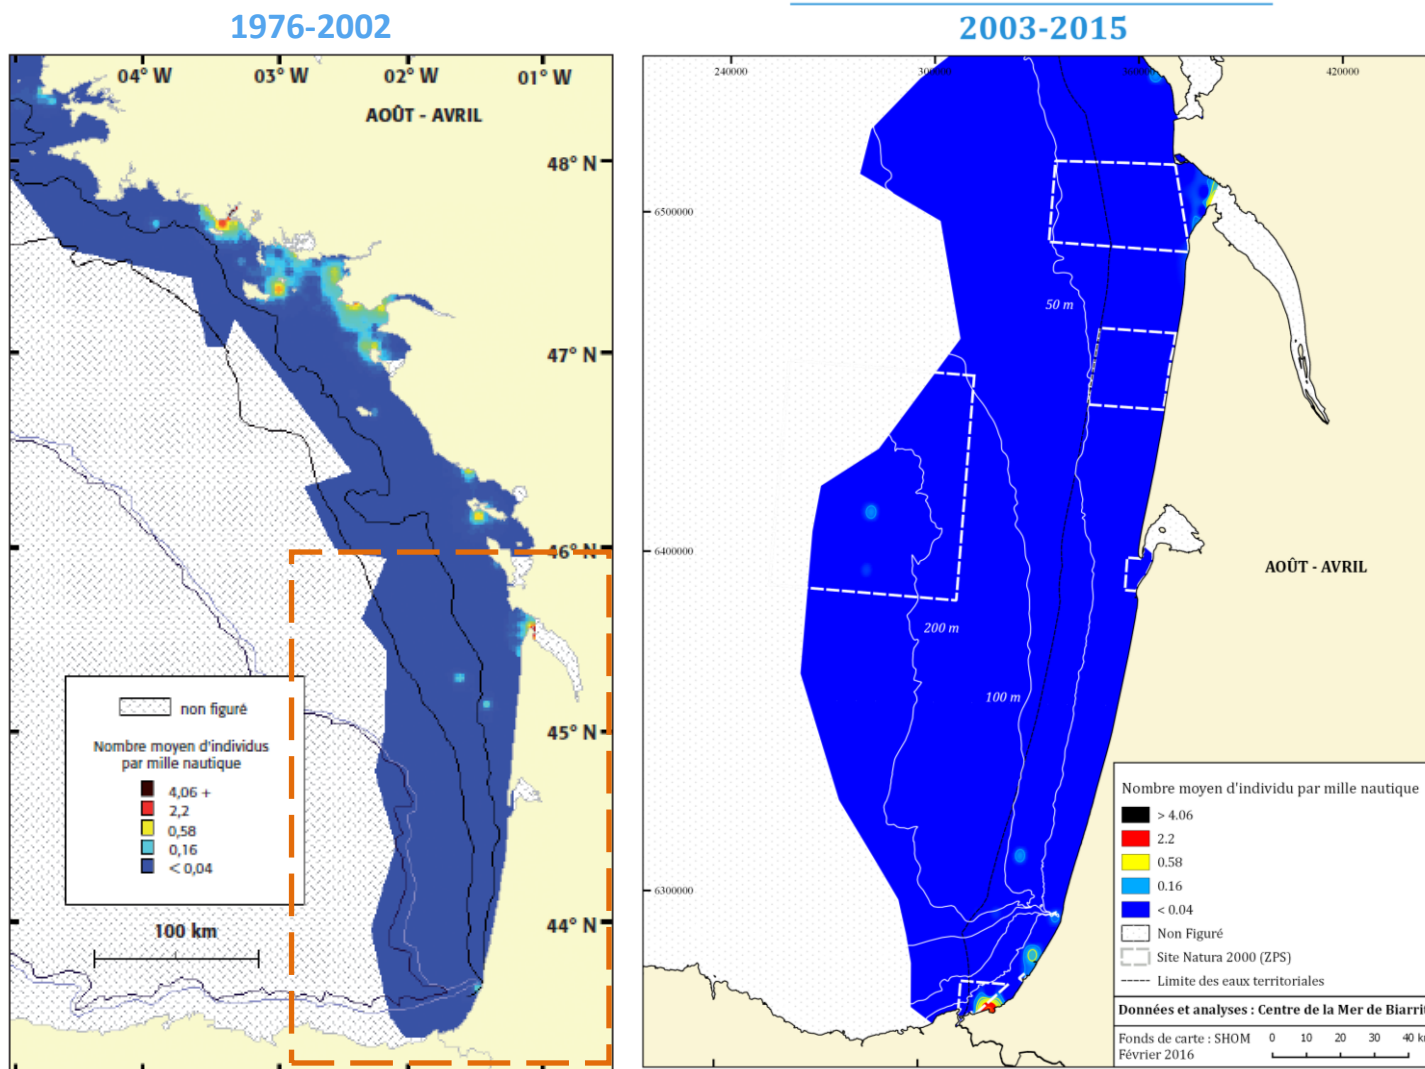 1976-2002
04° W
03° W
02° W
01° W
AOÛT - AVRIL
48° N
47° N
46° N
45° N
44° N
non figuré
Nombre moyen d'individus
par mille nautique
4,06 +
2,2
0,58
0,16
< 0,04
100 km
2003-2015
240000
300000
360000
420000
6500000
6400000
6300000
50 m
200 m
100 m
AOÛT - AVRIL
Nombre moyen d'individu par mille nautique
> 4.06
2.2
0.58
0.16
< 0.04
Non Figuré
Site Natura 2000 (ZPS)
Limite des eaux territoriales
Données et analyses : Centre de la Mer de Biarrit
Fonds de carte : SHOM
Février 2016
0 10 20 30 40 k